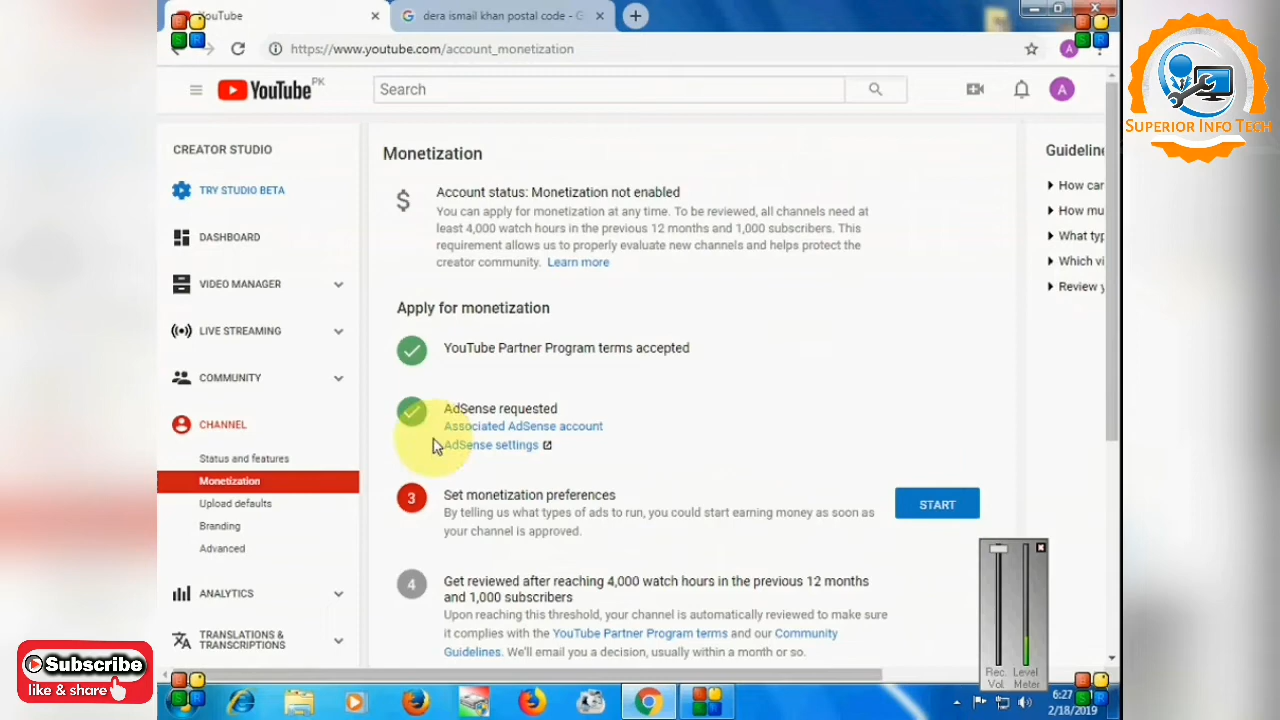 YouTube
dera ismail khan postal code - G
https://www.youtube.com/account_monetization
A
YouTube PK
Search
A
SUPERIOR INFO TECH
CREATOR STUDIO
TRY STUDIO BETA
DASHBOARD
VIDEO MANAGER
LIVE STREAMING
COMMUNITY
CHANNEL
Status and features
Monetization
Upload defaults
Branding
Advanced
ANALYTICS
TRANSLATIONS &
TRANSCRIPTIONS
Monetization
Account status: Monetization not enabled
You can apply for monetization at any time. To be reviewed, all channels need at
least 4,000 watch hours in the previous 12 months and 1,000 subscribers. This
requirement allows us to properly evaluate new channels and helps protect the
creator community. Learn more
Apply for monetization
YouTube Partner Program terms accepted
AdSense requested
Associated AdSense account
AdSense settings
3
Set monetization preferences
By telling us what types of ads to run, you could start earning money as soon as
your channel is approved.
START
4
Get reviewed after reaching 4,000 watch hours in the previous 12 months
and 1,000 subscribers
Upon reaching this threshold, your channel is automatically reviewed to make sure
it complies with the YouTube Partner Program terms and our Community
Guidelines. We'll email you a decision, usually within a month or so.
Guideline
How car
How mu
What typ
Which vi
Review y
Rec. Level
Vol Meter
Subscribe
like & share
6:27
2/18/2019